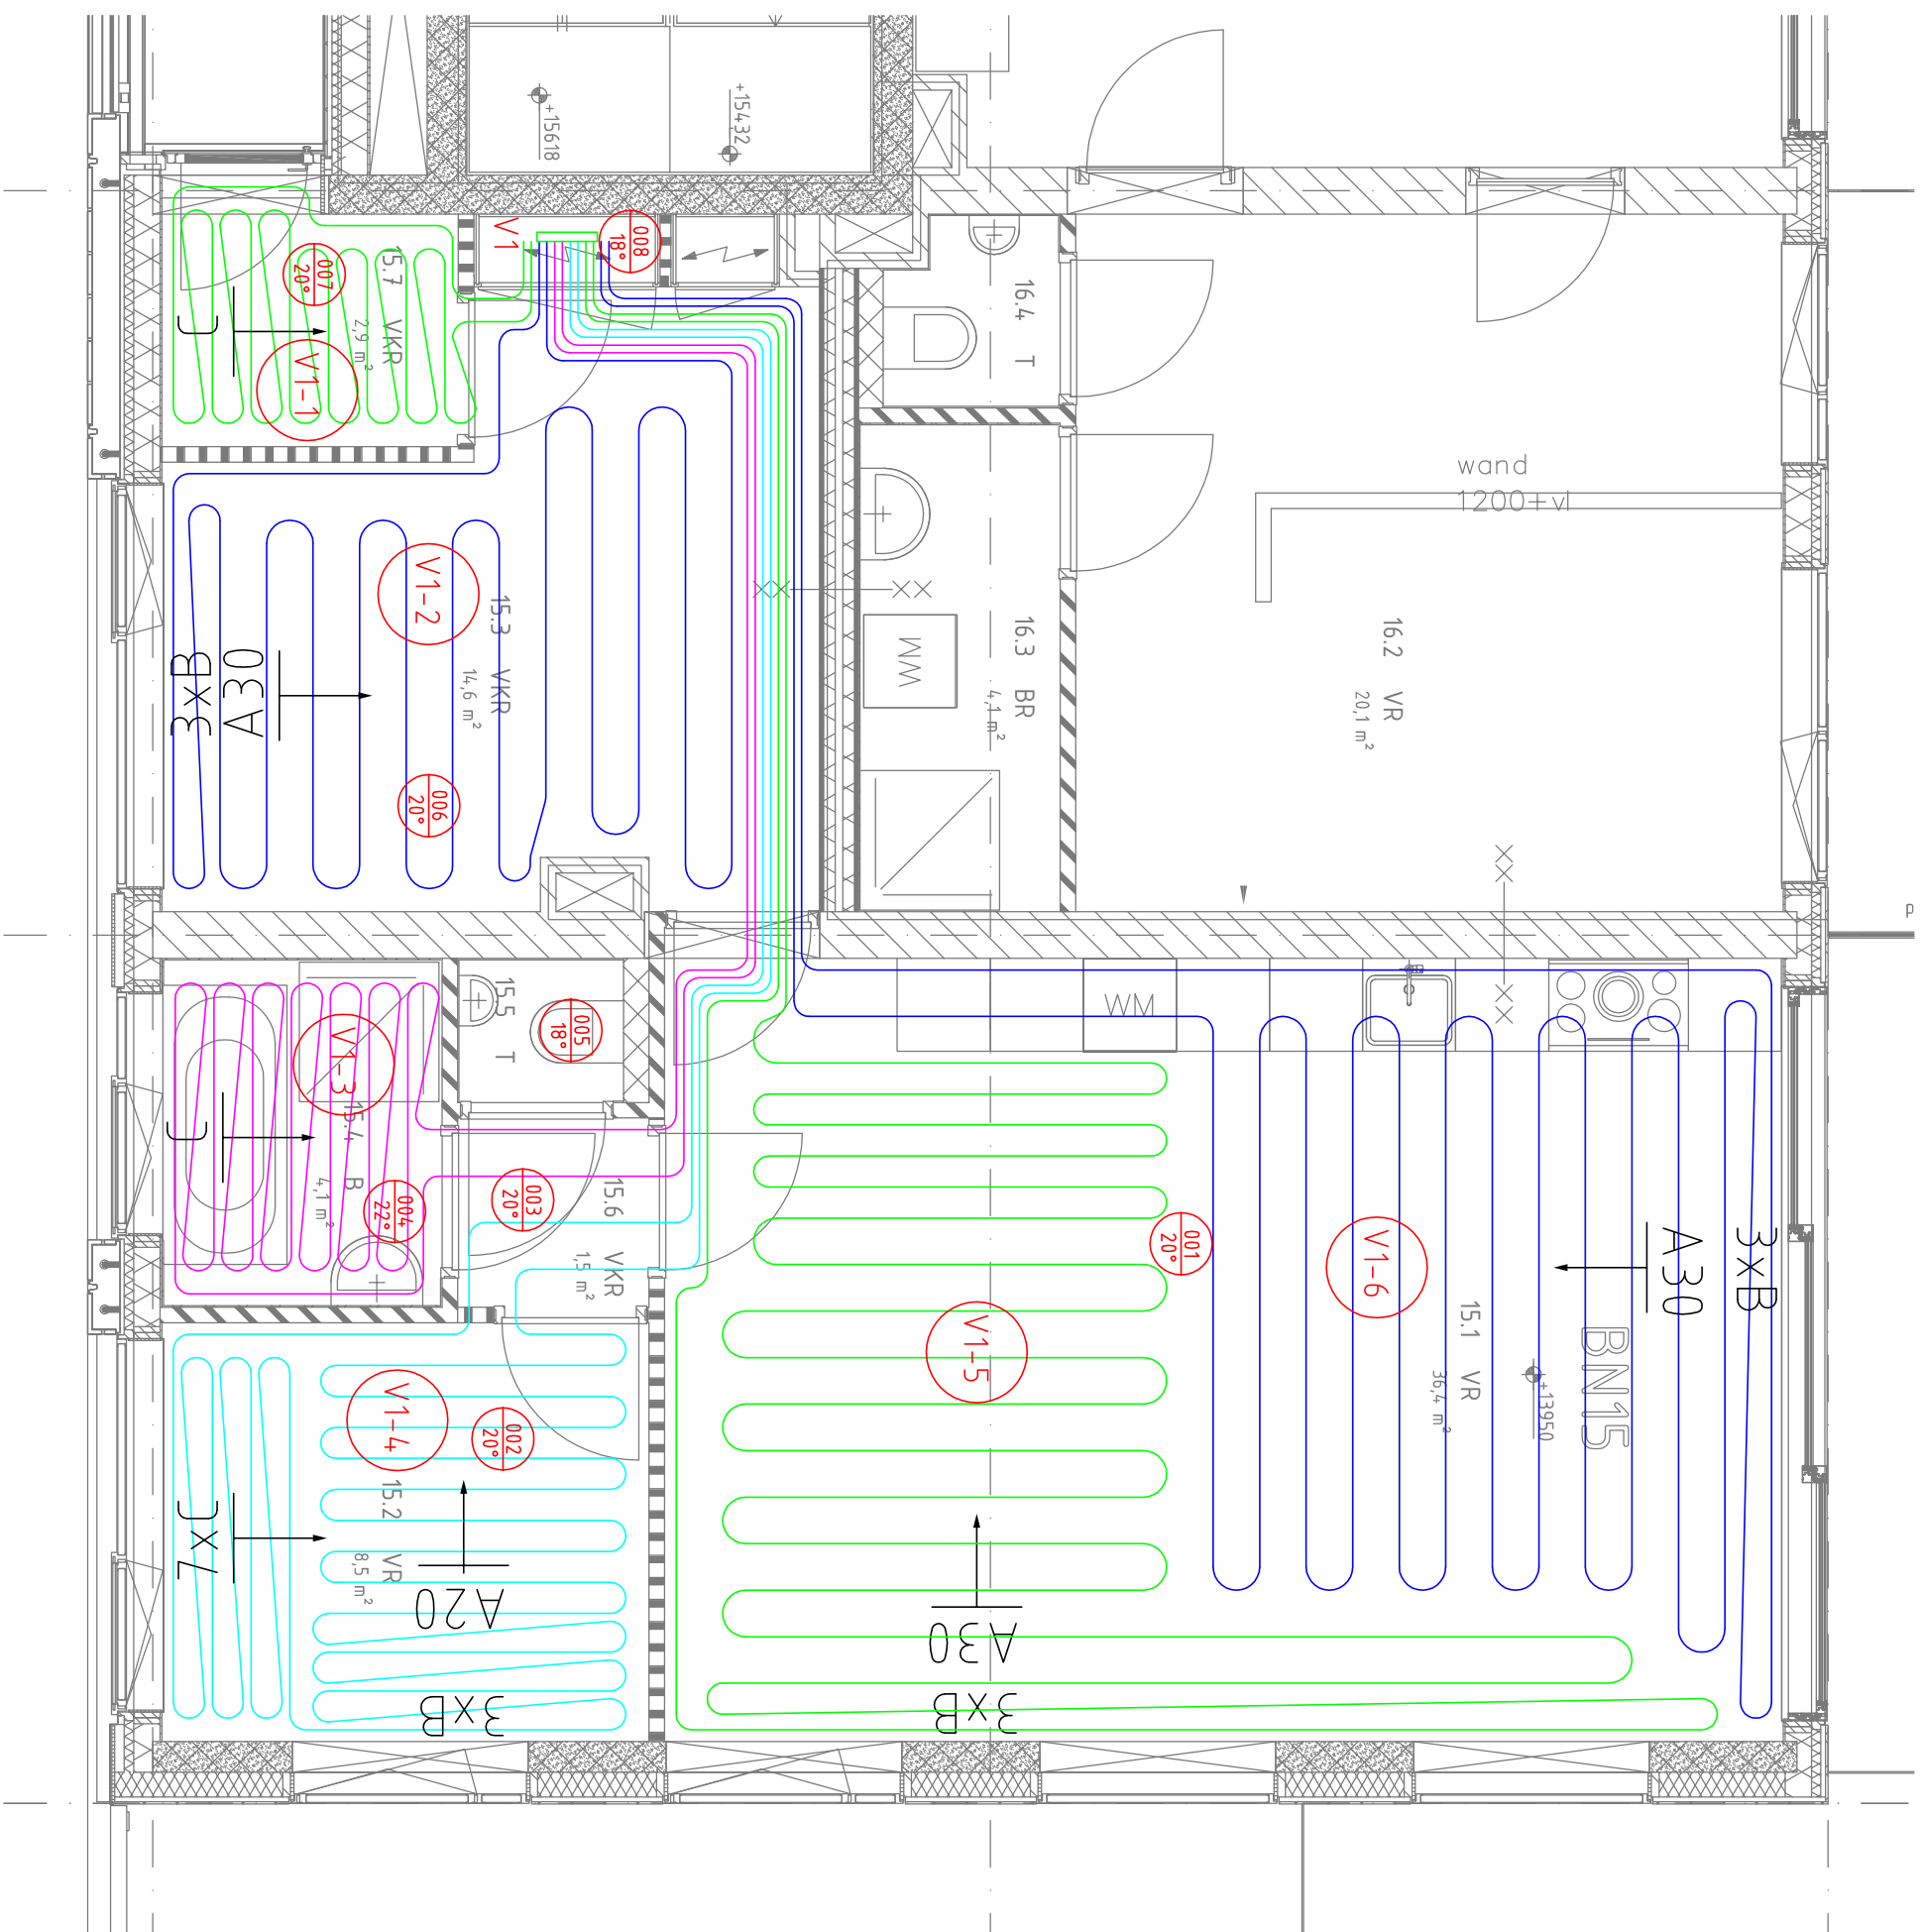 +15618
+15432
V1
008
18°
007
20°
15.7 VKR
2,9 m²
V1-1
J
16.4 T
wand
1200+vl
V1-2
15.3 VKR
14,6 m²
3xB
A30
006
20°
WM
16.3 BR
4,1 m²
16.2 VR
20,1 m²
XX
XX
XX
XX
P
V1-3
15.4 B
4,1 m²
J
004
22°
15.5 T
005
18°
003
20°
15.6 VKR
1,5 m²
WM
001
20°
V1-6
A30
3xB
V1-5
15.1 VR
36,4 m²
+13950
BN15
V1-4
002
20°
15.2 VR
8,5 m²
A20
3xB
A30
3xB